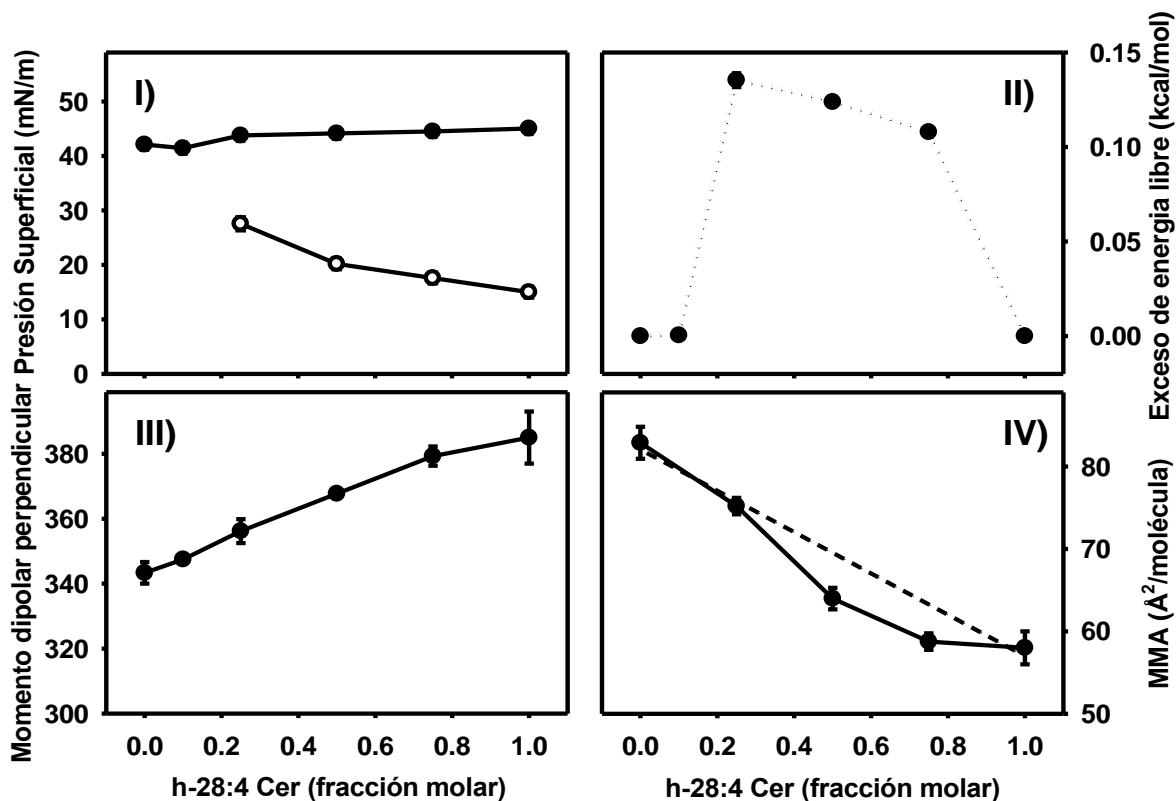 Presión Superficial (mN/m)
50
40
30
20
10
0
I)
II)
0.15
0.10
0.05
0.00
Exceso de energia libre (kcal/mol)
Momento dipolar perpendicular
380
360
340
320
300
III)
0.0 0.2 0.4 0.6 0.8 1.0
h-28:4 Cer (fracción molar)
IV)
80
70
60
50
MMA (Å²/molécula)
0.0 0.2 0.4 0.6 0.8 1.0
h-28:4 Cer (fracción molar)